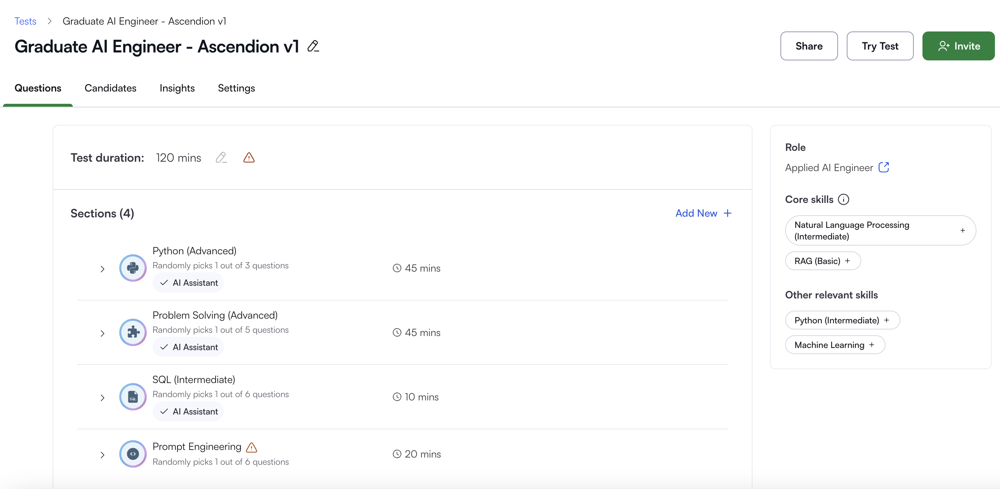 Tests > Graduate AI Engineer - Ascendion v1
Graduate AI Engineer - Ascendion v1
Share
Try Test
Invite
Questions
Candidates
Insights
Settings
Test duration: 120 mins
Sections (4)
Add New +
Python (Advanced)
Randomly picks 1 out of 3 questions
AI Assistant
45 mins
Problem Solving (Advanced)
Randomly picks 1 out of 5 questions
AI Assistant
45 mins
SQL (Intermediate)
Randomly picks 1 out of 6 questions
AI Assistant
SQL
10 mins
Prompt Engineering
Randomly picks 1 out of 6 questions
20 mins
Role
Applied AI Engineer
Core skills
Natural Language Processing
(Intermediate) +
RAG (Basic) +
Other relevant skills
Python (Intermediate) +
Machine Learning +